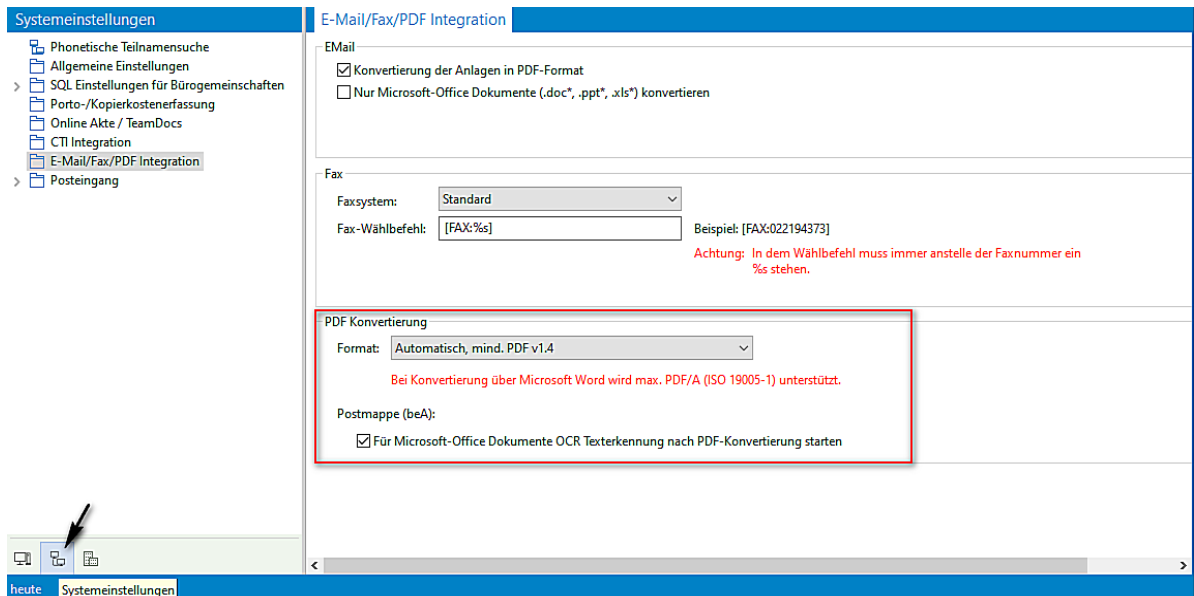 Systemeinstellungen
Phonetische Teilnamensuche
Allgemeine Einstellungen
SQL Einstellungen für Bürogemeinschaften
Porto-/Kopierkostenerfassung
Online Akte / TeamDocs
CTI Integration
E-Mail/Fax/PDF Integration
Posteingang
E-Mail/Fax/PDF Integration
EMail
Konvertierung der Anlagen in PDF-Format
Nur Microsoft-Office Dokumente (.doc*, .ppt*, .xls*) konvertieren
Fax
Faxsystem: Standard
Fax-Wählbefehl: [FAX:%s] Beispiel: [FAX:022194373]
Achtung: In dem Wählbefehl muss immer anstelle der Faxnummer ein
%s stehen.
PDF Konvertierung
Format: Automatisch, mind. PDF v1.4
Bei Konvertierung über Microsoft Word wird max. PDF/A (ISO 19005-1) unterstützt.
Postmappe (beA):
Für Microsoft-Office Dokumente OCR Texterkennung nach PDF-Konvertierung starten
heute Systemeinstellungen